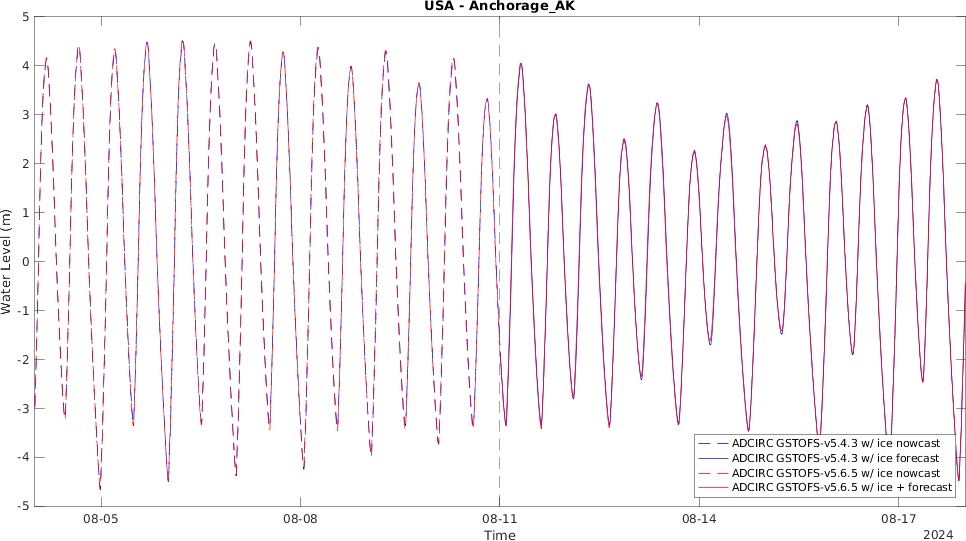 USA - Anchorage_AK
5
4
3
2
1
0
-1
-2
-3
-4
-5
Water Level (m)
ADCIRC GSTOFS-v5.4.3 w/ ice nowcast
ADCIRC GSTOFS-v5.4.3 w/ ice forecast
ADCIRC GSTOFS-v5.6.5 w/ ice nowcast
ADCIRC GSTOFS-v5.6.5 w/ ice + forecast
08-05
08-08
08-11
08-14
08-17
Time
2024